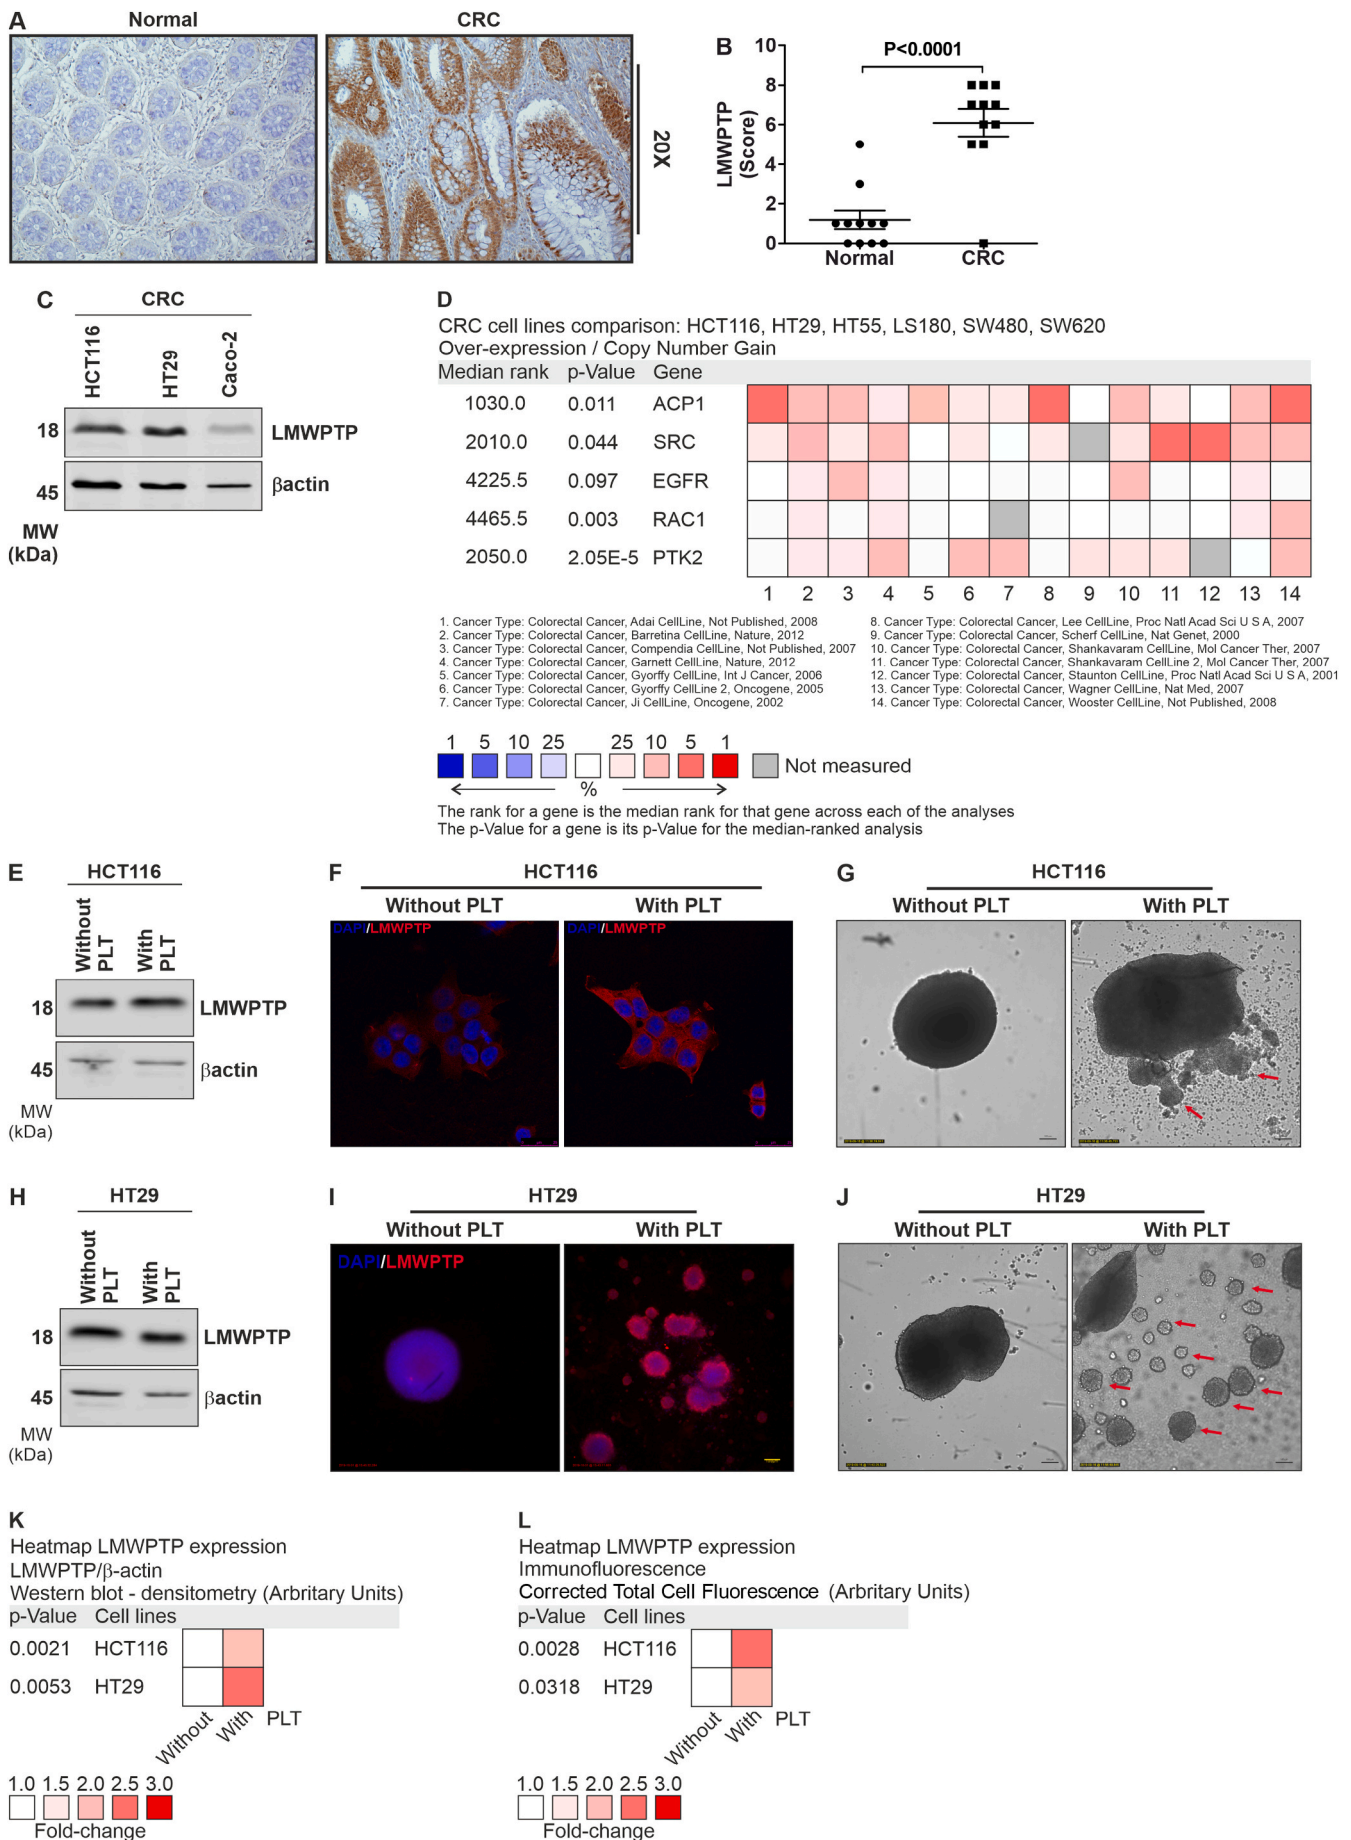 A
Normal
CRC
20X
B
P<0.0001
LMWPTP
(Score)
10
8
6
4
2
0
Normal
CRC
C
CRC
HCT116
HT29
Caco-2
18
LMWPTP
45
βactin
MW
(kDa)
D
CRC cell lines comparison: HCT116, HT29, HT55, LS180, SW480, SW620
Over-expression / Copy Number Gain
Median rank p-Value Gene
1030.0 0.011 ACP1
2010.0 0.044 SRC
4225.5 0.097 EGFR
4465.5 0.003 RAC1
2050.0 2.05E-5 PTK2
1 2 3 4 5 6 7 8 9 10 11 12 13 14
1. Cancer Type: Colorectal Cancer, Adai CellLine, Not Published, 2008
2. Cancer Type: Colorectal Cancer, Barretina CellLine, Nature, 2012
3. Cancer Type: Colorectal Cancer, Compendia CellLine, Not Published, 2007
4. Cancer Type: Colorectal Cancer, Garnett CellLine, Nature, 2012
5. Cancer Type: Colorectal Cancer, Gyorffy CellLine, Int J Cancer, 2006
6. Cancer Type: Colorectal Cancer, Gyorffy CellLine 2, Oncogene, 2005
7. Cancer Type: Colorectal Cancer, Ji CellLine, Oncogene, 2002
8. Cancer Type: Colorectal Cancer, Lee CellLine, Proc Natl Acad Sci U S A, 2007
9. Cancer Type: Colorectal Cancer, Scherf CellLine, Nat Genet, 2000
10. Cancer Type: Colorectal Cancer, Shankavaram CellLine, Mol Cancer Ther, 2007
11. Cancer Type: Colorectal Cancer, Shankavaram CellLine 2, Mol Cancer Ther, 2007
12. Cancer Type: Colorectal Cancer, Staunton CellLine, Proc Natl Acad Sci U S A, 2001
13. Cancer Type: Colorectal Cancer, Wagner CellLine, Nat Med, 2007
14. Cancer Type: Colorectal Cancer, Wooster CellLine, Not Published, 2008
1 5 10 25 25 10 5 1
Not measured
%
The rank for a gene is the median rank for that gene across each of the analyses
The p-Value for a gene is its p-Value for the median-ranked analysis
E
HCT116
Without PLT
With PLT
18
LMWPTP
45
βactin
MW
(kDa)
F
HCT116
Without PLT
With PLT
DAPI/LMWPTP
DAPI/LMWPTP
G
HCT116
Without PLT
With PLT
H
HT29
Without PLT
With PLT
18
LMWPTP
45
βactin
MW
(kDa)
I
HT29
Without PLT
With PLT
DAPI/LMWPTP
J
HT29
Without PLT
With PLT
K
Heatmap LMWPTP expression
LMWPTP/β-actin
Western blot - densitometry (Arbritary Units)
p-Value Cell lines
0.0021 HCT116
0.0053 HT29
Without With PLT
1.0 1.5 2.0 2.5 3.0
Fold-change
L
Heatmap LMWPTP expression
Immunofluorescence
Corrected Total Cell Fluorescence (Arbritary Units)
p-Value Cell lines
0.0028 HCT116
0.0318 HT29
Without With PLT
1.0 1.5 2.0 2.5 3.0
Fold-change